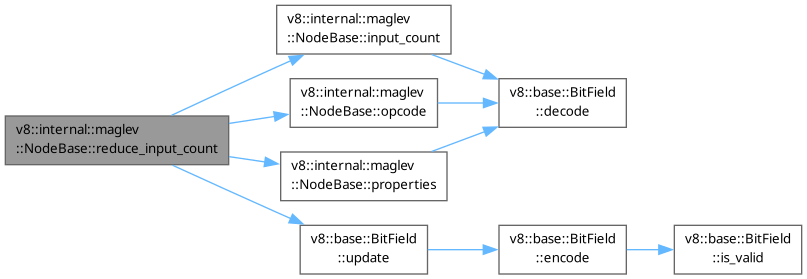 v8::internal::maglev
::NodeBase::reduce_input_count
v8::internal::maglev
::NodeBase::input_count
v8::internal::maglev
::NodeBase::opcode
v8::internal::maglev
::NodeBase::properties
v8::base::BitField
::update
v8::base::BitField
::decode
v8::base::BitField
::encode
v8::base::BitField
::is_valid